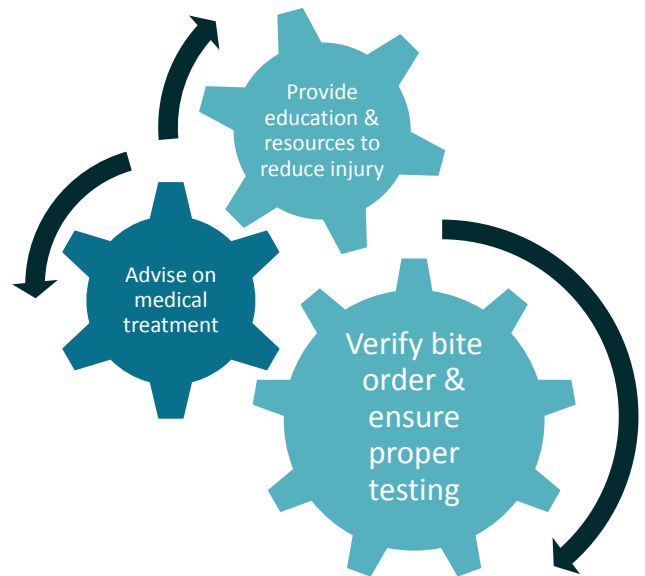 Provide
education &
resources to
reduce injury
Advise on
medical
treatment
Verify bite
order &
ensure
proper
testing